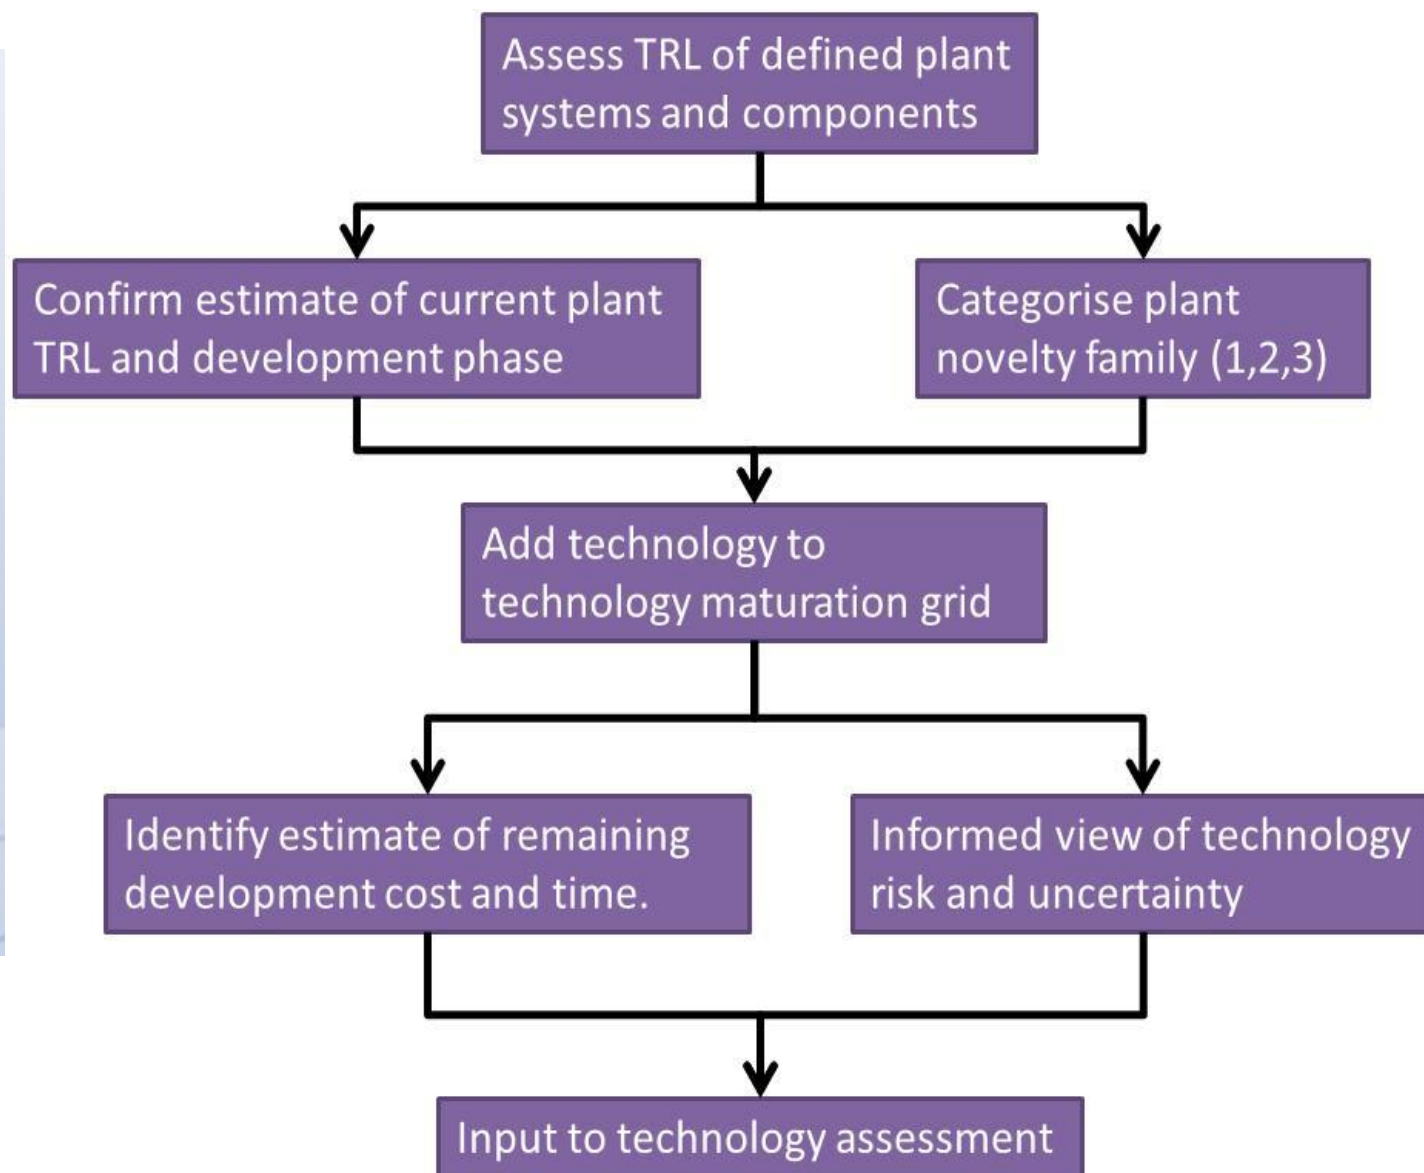 Assess TRL of defined plant
systems and components
Confirm estimate of current plant
TRL and development phase
Categorise plant
novelty family (1,2,3)
Add technology to
technology maturation grid
Identify estimate of remaining
development cost and time.
Informed view of technology
risk and uncertainty
Input to technology assessment